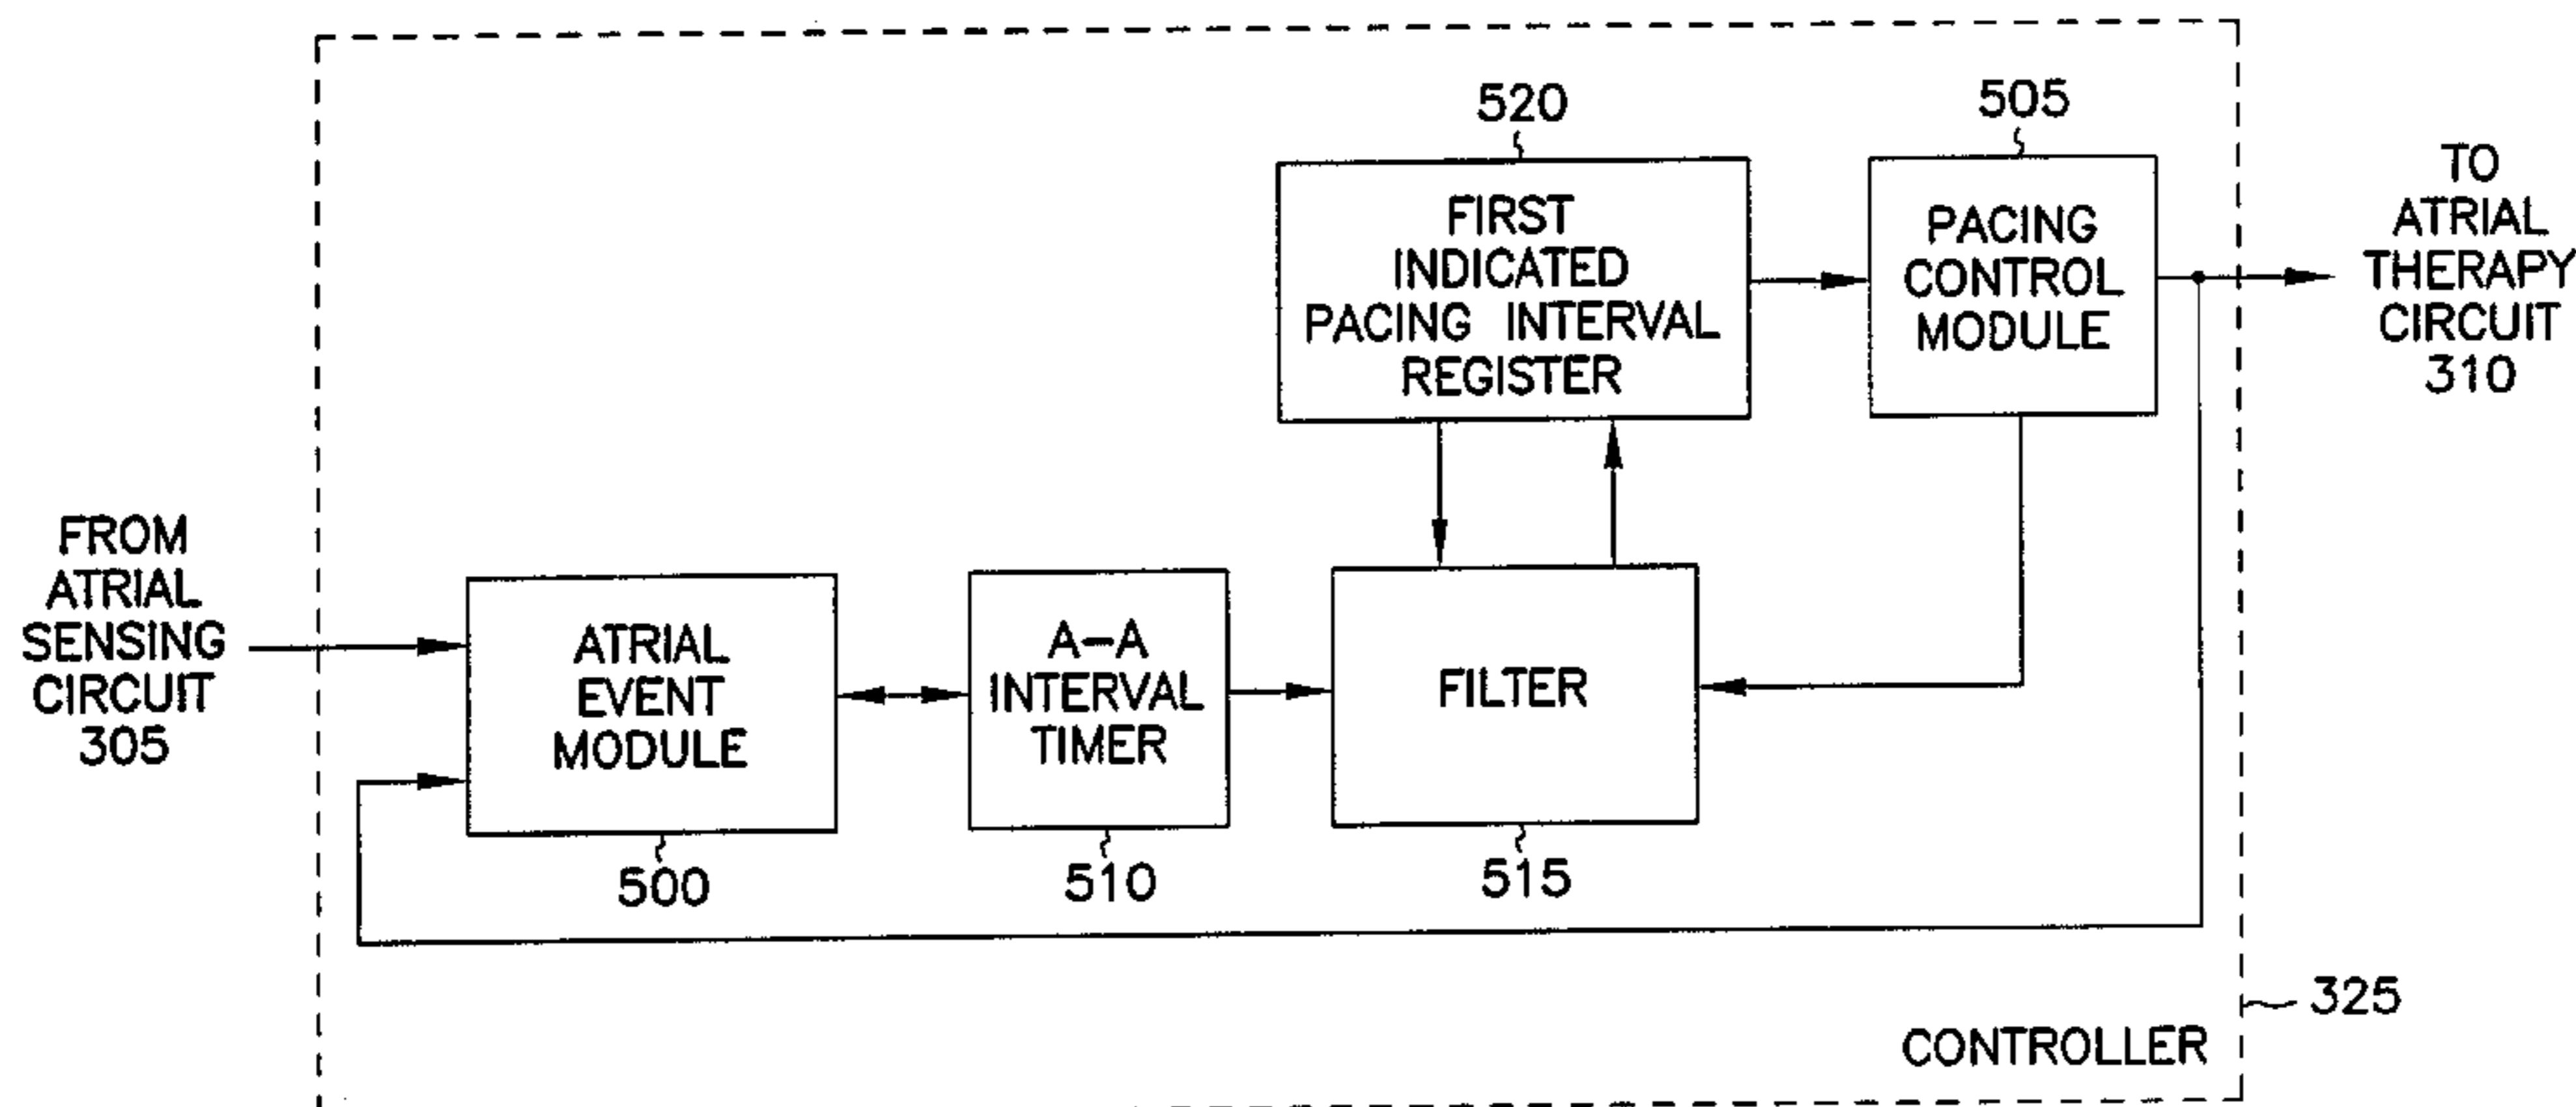 520
505
FIRST
INDICATED
PACING INTERVAL
REGISTER
PACING
CONTROL
MODULE
TO
ATRIAL
THERAPY
CIRCUIT
310
FROM
ATRIAL
SENSING
CIRCUIT
305
ATRIAL
EVENT
MODULE
A-A
INTERVAL
TIMER
FILTER
500
510
515
325
CONTROLLER